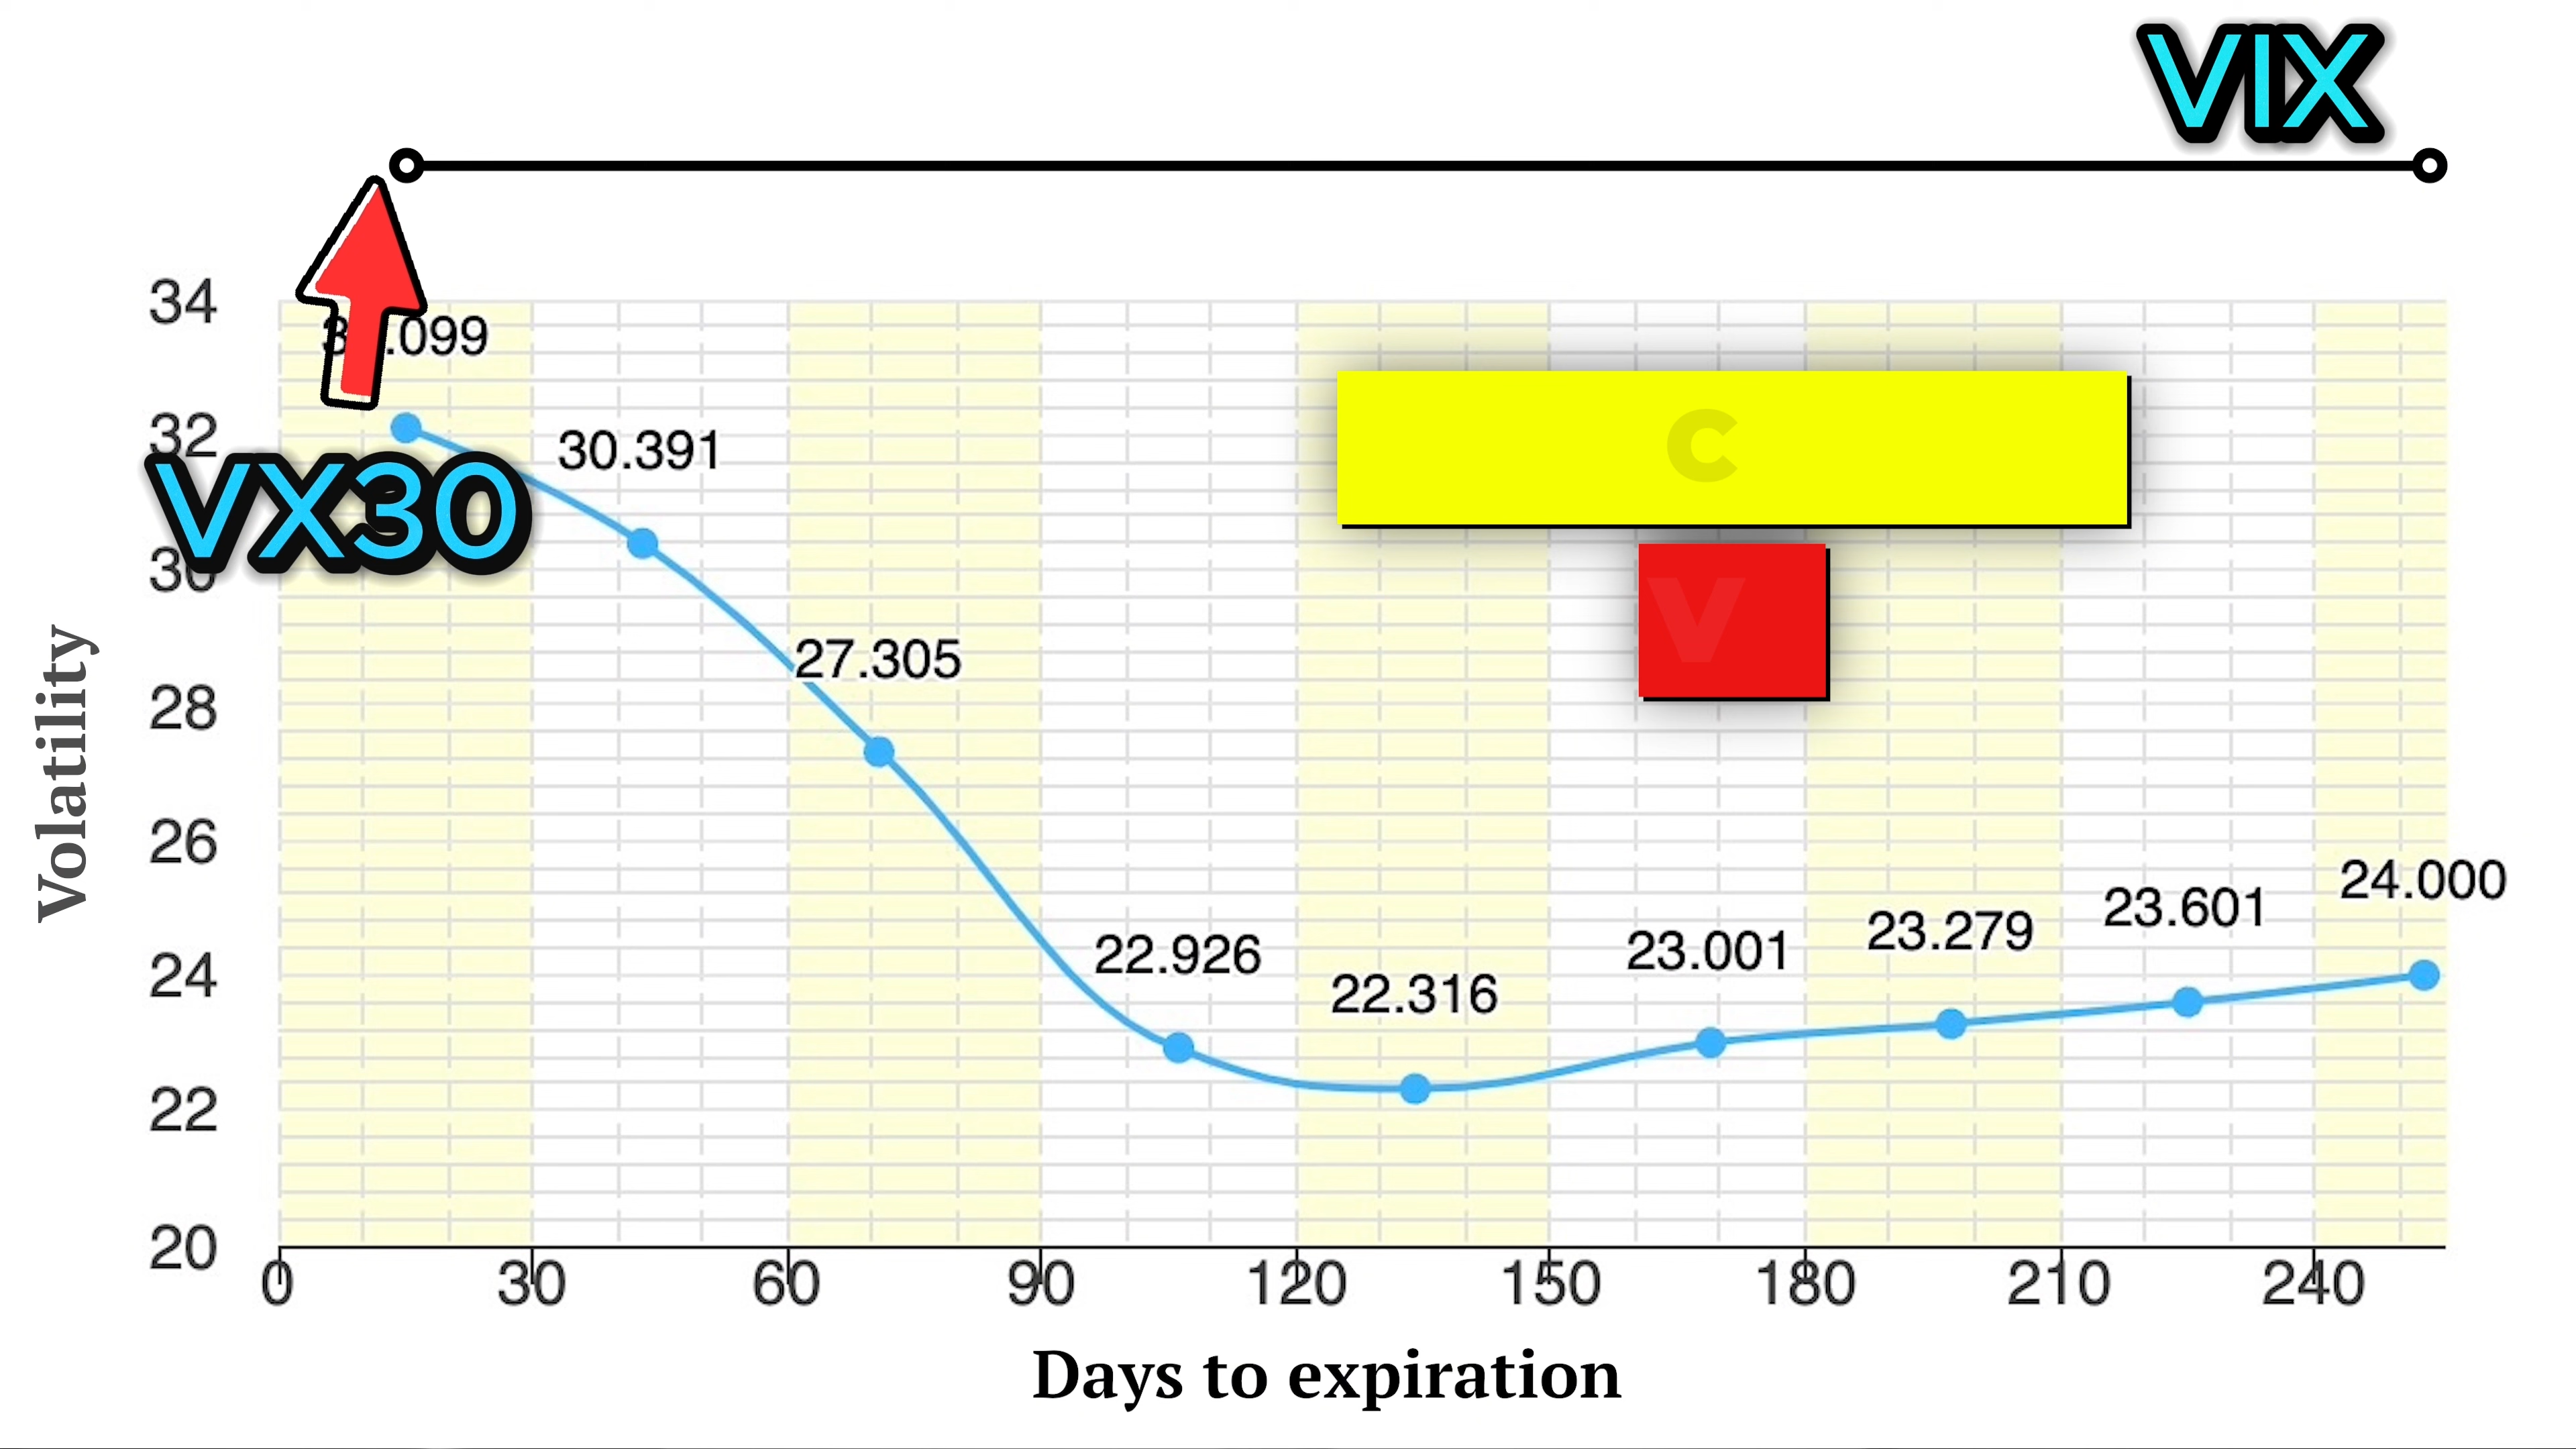 VIX
34
.099
32
30.391
VX30
30
27.305
28
C
V
26
24.000
23.601
23.279
23.001
22.926
24
22.316
22
20
0 30 60 90 120 150 180 210 240
Volatility
Days to expiration